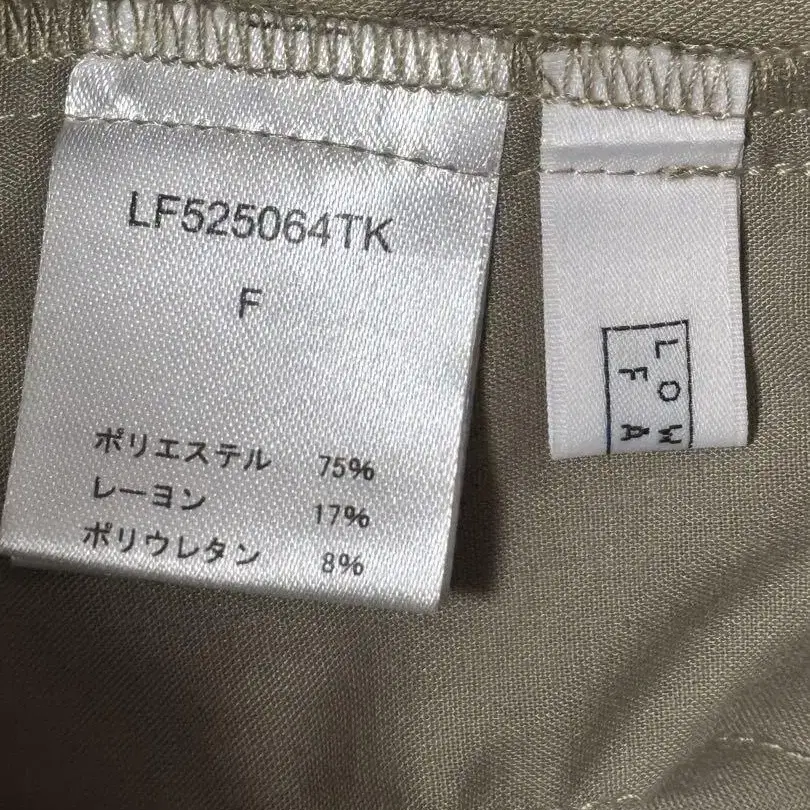 LF525064TK
F
ポリエステル 75%
レーヨン 17%
ポリウレタン 8%
LOW
FA